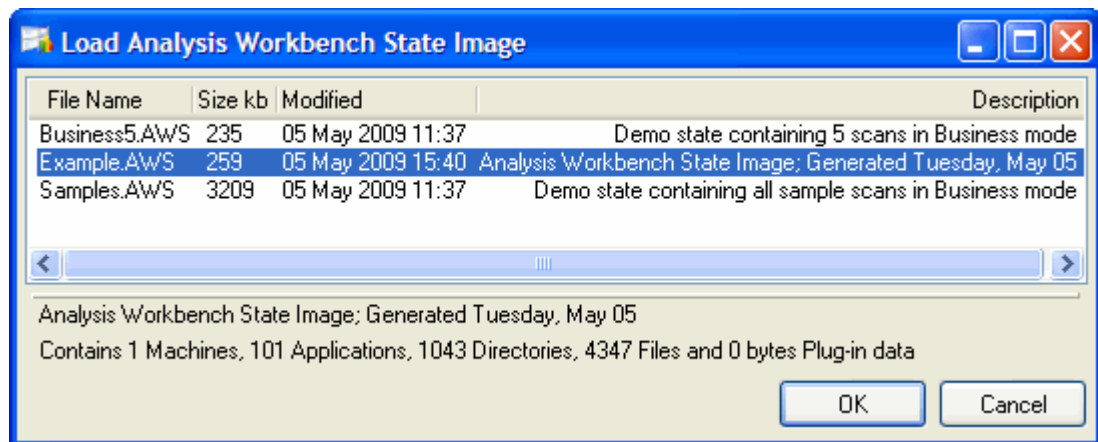 Load Analysis Workbench State Image
File Name Size kb Modified Description
Business5.AWS 235 05 May 2009 11:37 Demo state containing 5 scans in Business mode
Example.AWS 259 05 May 2009 15:40 Analysis Workbench State Image; Generated Tuesday, May 05
Samples.AWS 3209 05 May 2009 11:37 Demo state containing all sample scans in Business mode
Analysis Workbench State Image; Generated Tuesday, May 05
Contains 1 Machines, 101 Applications, 1043 Directories, 4347 Files and 0 bytes Plug-in data
OK Cancel